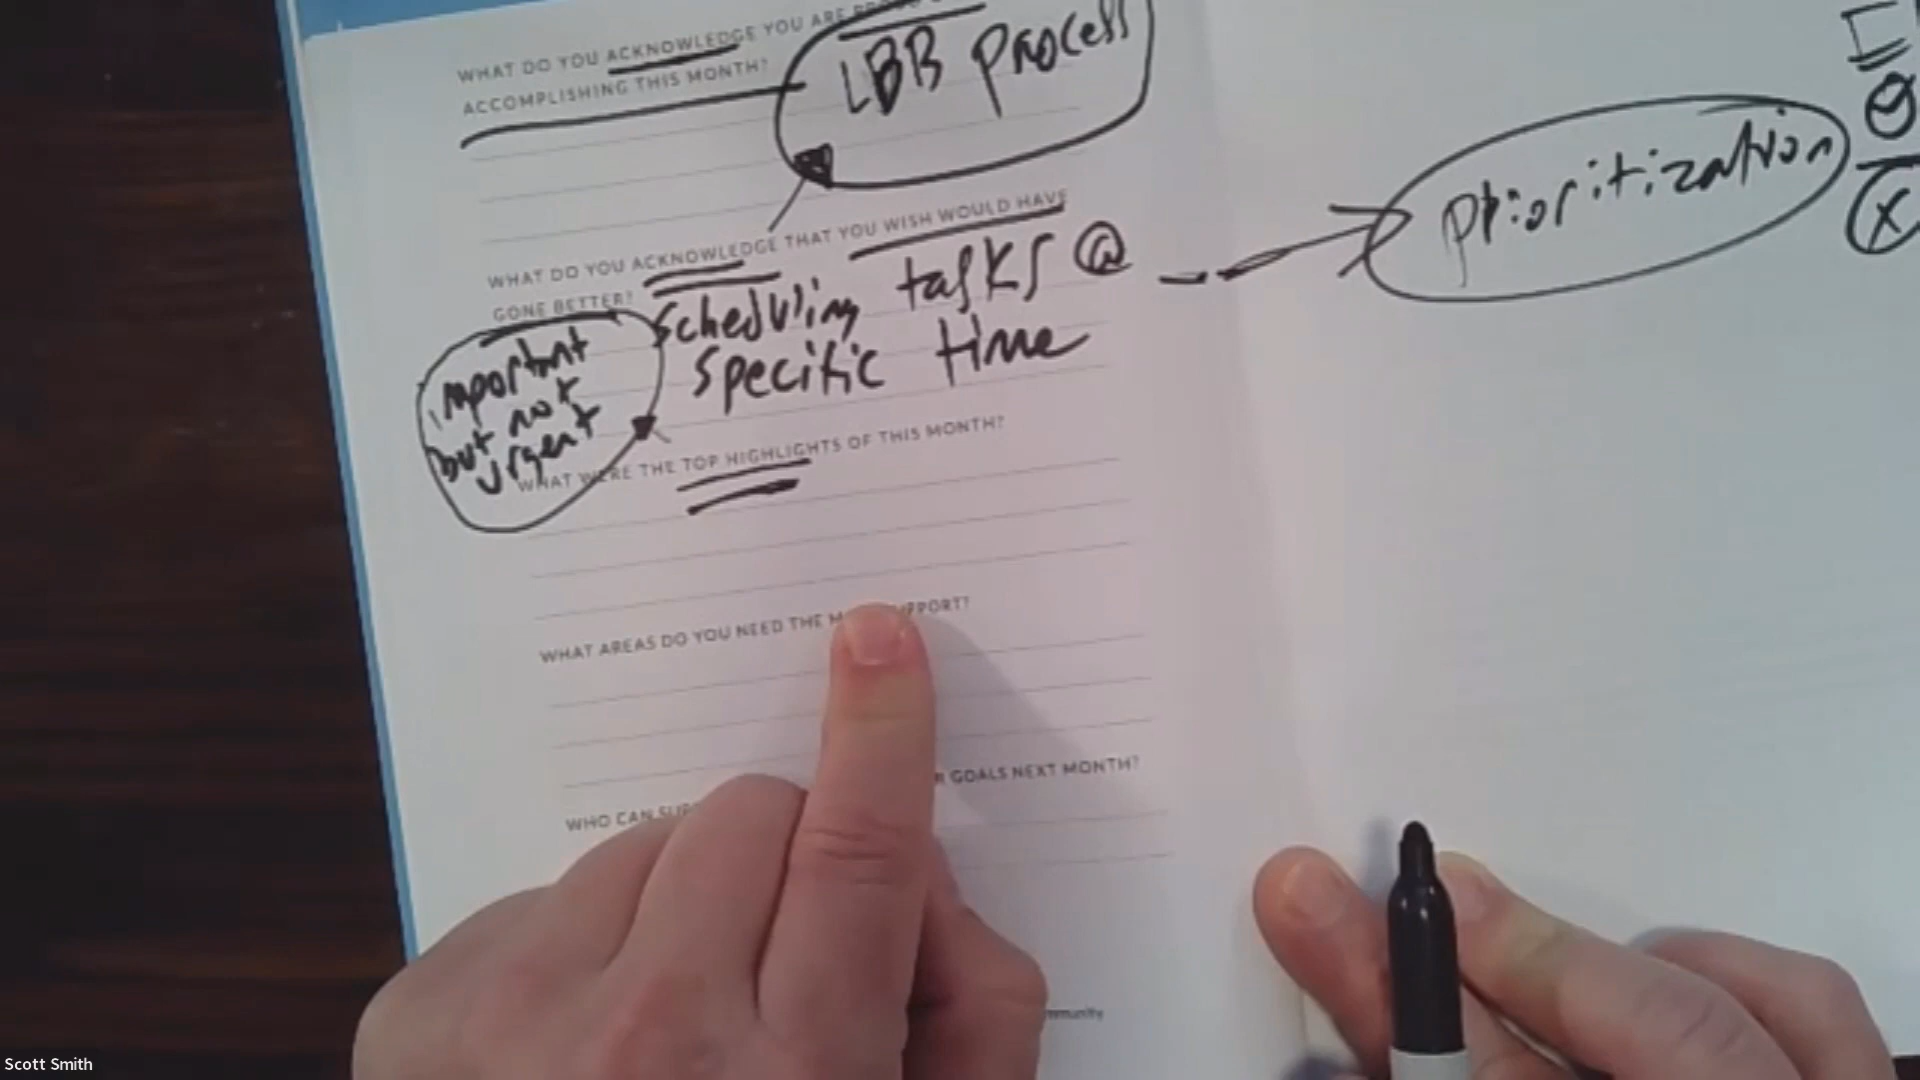 WHAT DO YOU ACKNOWLEDGE YOU ARE
ACCOMPLISHING THIS MONTH?
LBB process
WHAT DO YOU ACKNOWLEDGE THAT YOU WISH WOULD HAVE
GONE BETTER?
scheduling tasks @
specific time
prioritization
important
but not
urgent
WHAT WERE THE TOP HIGHLIGHTS OF THIS MONTH?
WHAT AREAS DO YOU NEED THE
WHO CAN
GOALS NEXT MONTH?
Scott Smith